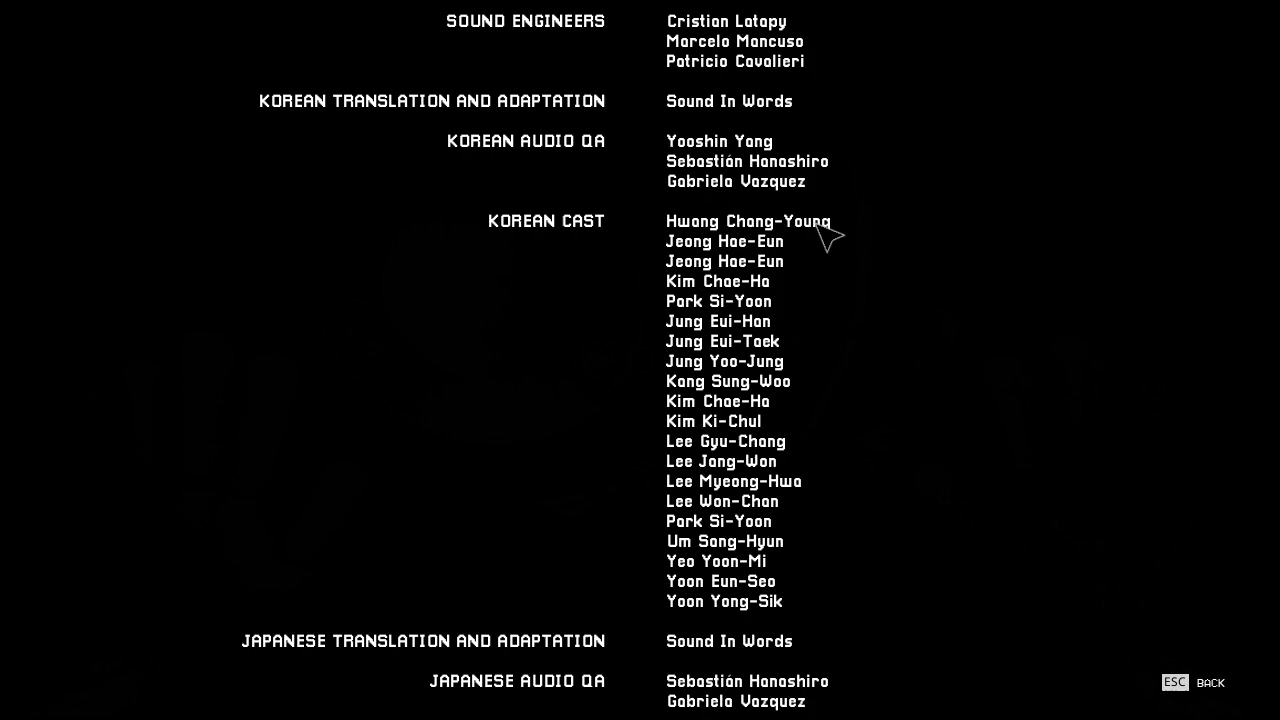 SOUND ENGINEERS Cristian Latapy
Marcelo Mancuso
Patricio Cavalieri
KOREAN TRANSLATION AND ADAPTATION Sound In Words
KOREAN AUDIO QA Yooshin Yang
Sebastián Hanashiro
Gabriela Vazquez
KOREAN CAST Hwang Chang-Young
Jeong Hae-Eun
Jeong Hae-Eun
Kim Chae-Ha
Park Si-Yoon
Jung Eui-Han
Jung Eui-Taek
Jung Yoo-Jung
Kang Sung-Woo
Kim Chae-Ha
Kim Ki-Chul
Lee Gyu-Chang
Lee Jang-Won
Lee Myeong-Hwa
Lee Won-Chan
Park Si-Yoon
Um Sang-Hyun
Yeo Yoon-Mi
Yoon Eun-Seo
Yoon Yong-Sik
JAPANESE TRANSLATION AND ADAPTATION Sound In Words
JAPANESE AUDIO QA Sebastián Hanashiro
Gabriela Vazquez
ESC BACK